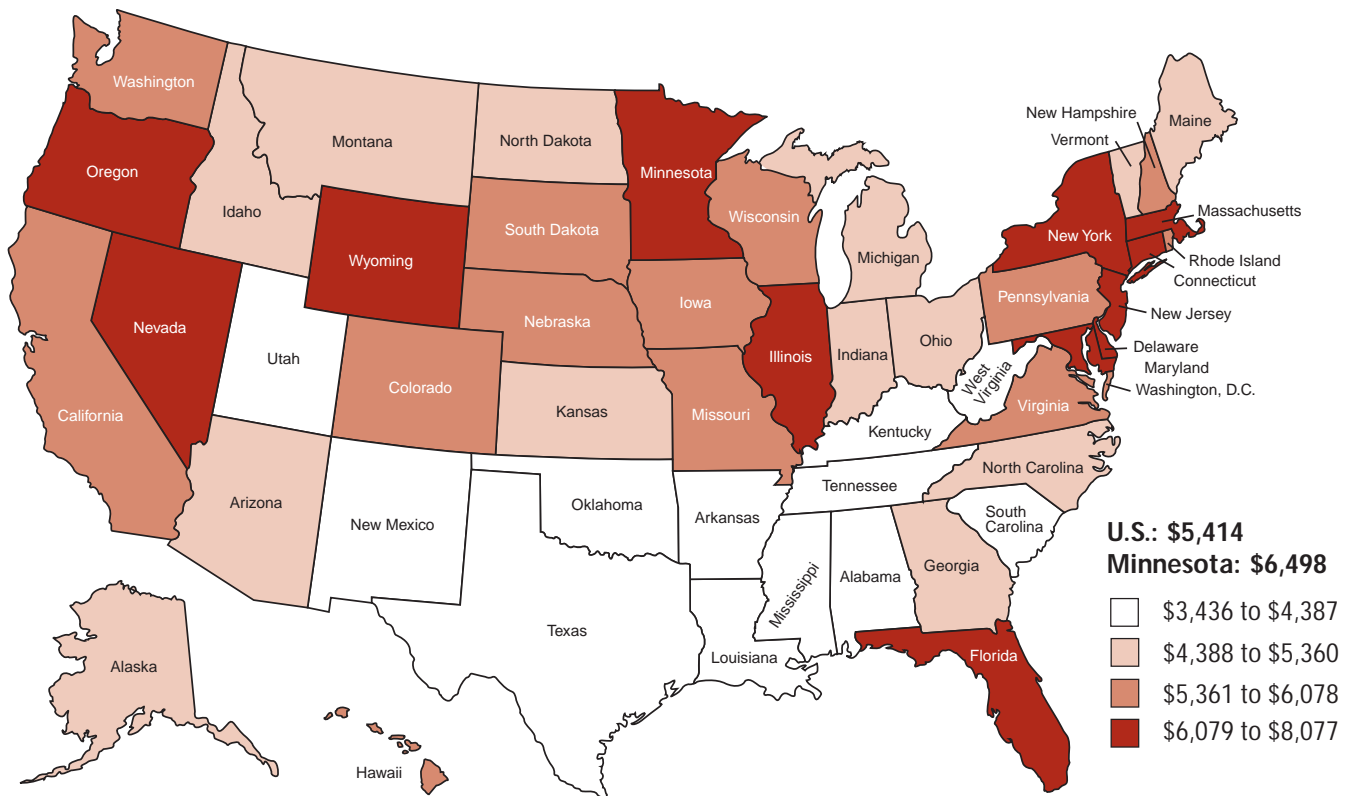 Washington
Oregon
Montana
Idaho
North Dakota
Minnesota
South Dakota
Wisconsin
Wyoming
Michigan
New Hampshire
Vermont
Maine
Massachusetts
New York
Rhode Island
Connecticut
Pennsylvania
New Jersey
Delaware
Maryland
Washington, D.C.
Nevada
Utah
California
Colorado
Nebraska
Iowa
Kansas
Missouri
Illinois
Indiana
Ohio
West
Virginia
Virginia
Kentucky
North Carolina
Tennessee
South
Carolina
Arizona
New Mexico
Oklahoma
Arkansas
Texas
Louisiana
Mississippi
Alabama
Georgia
Florida
Alaska
Hawaii
U.S.: $5,414
Minnesota: $6,498
$3,436 to $4,387
$4,388 to $5,360
$5,361 to $6,078
$6,079 to $8,077